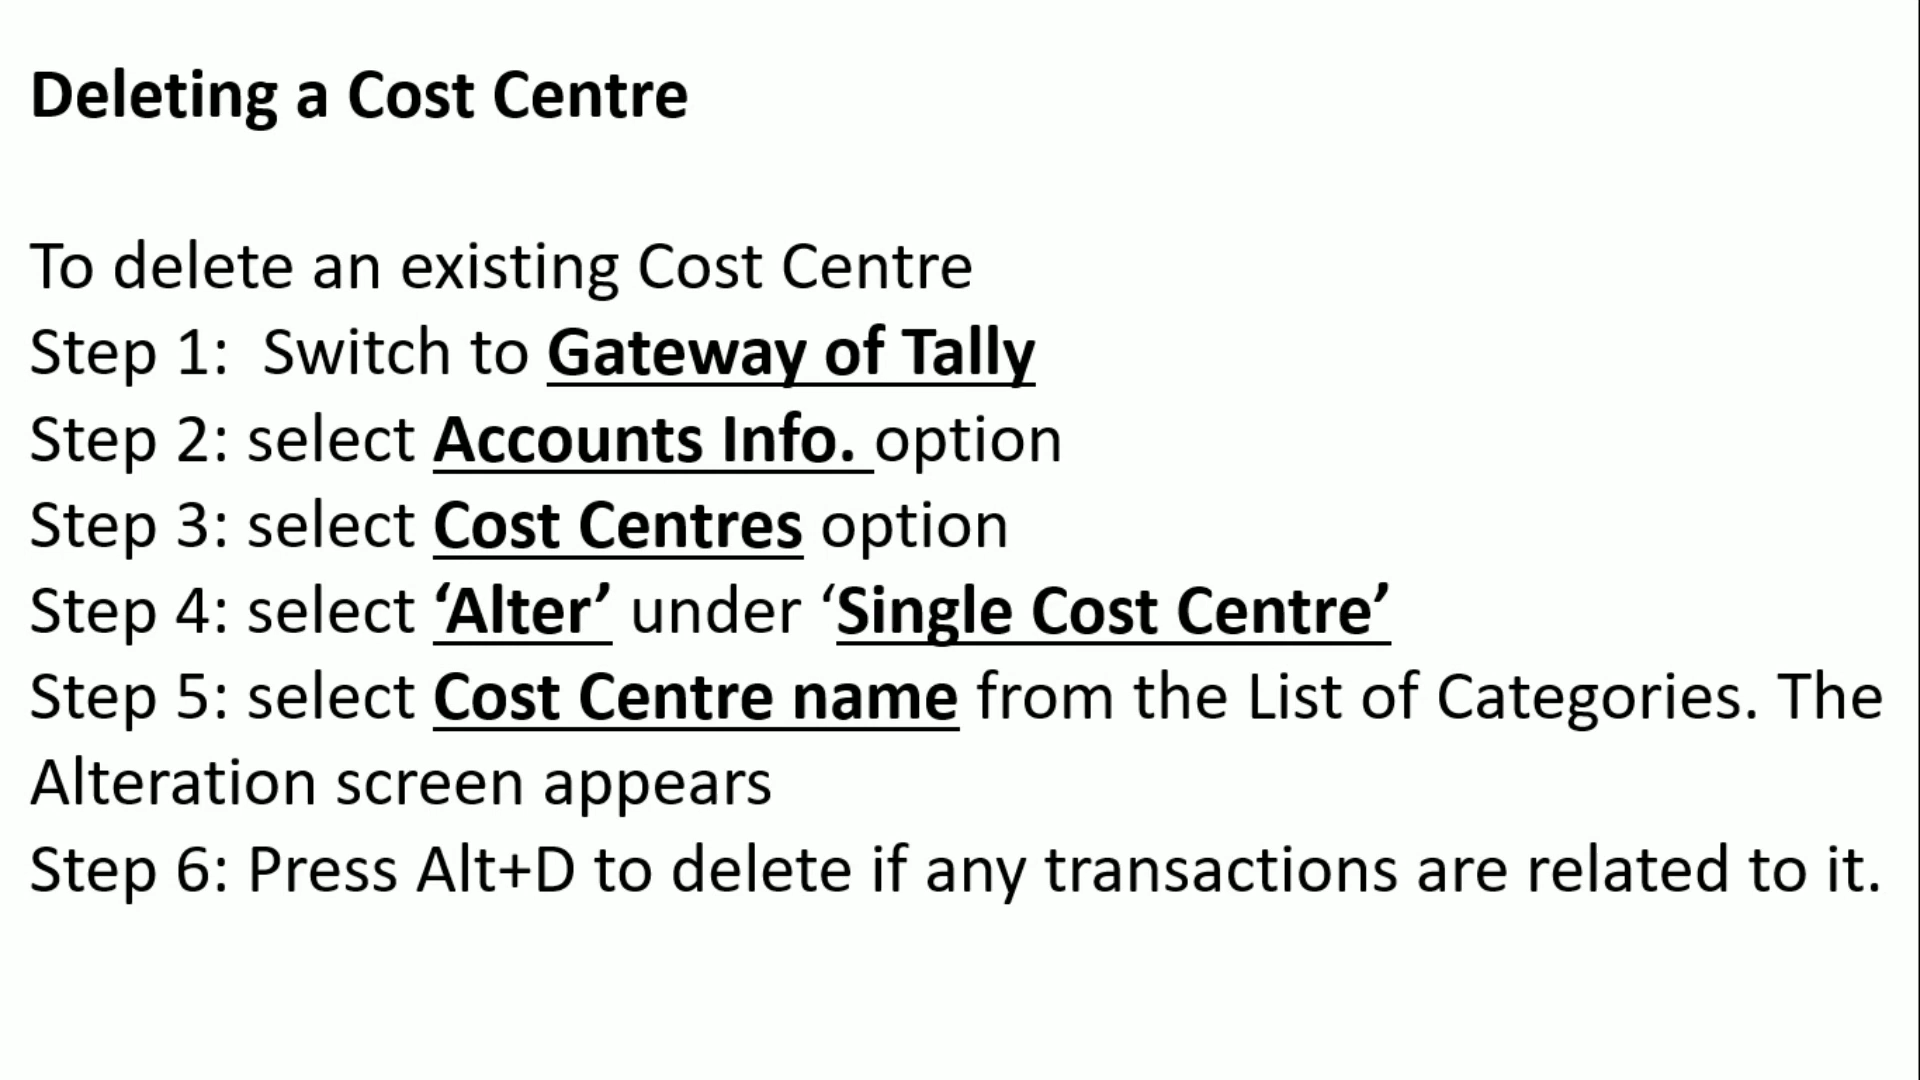 Deleting a Cost Centre
To delete an existing Cost Centre
Step 1:  Switch to Gateway of Tally
Step 2: select Accounts Info. option
Step 3: select Cost Centres option
Step 4: select ‘Alter’ under ‘Single Cost Centre’
Step 5: select Cost Centre name from the List of Categories. The
Alteration screen appears
Step 6: Press Alt+D to delete if any transactions are related to it.